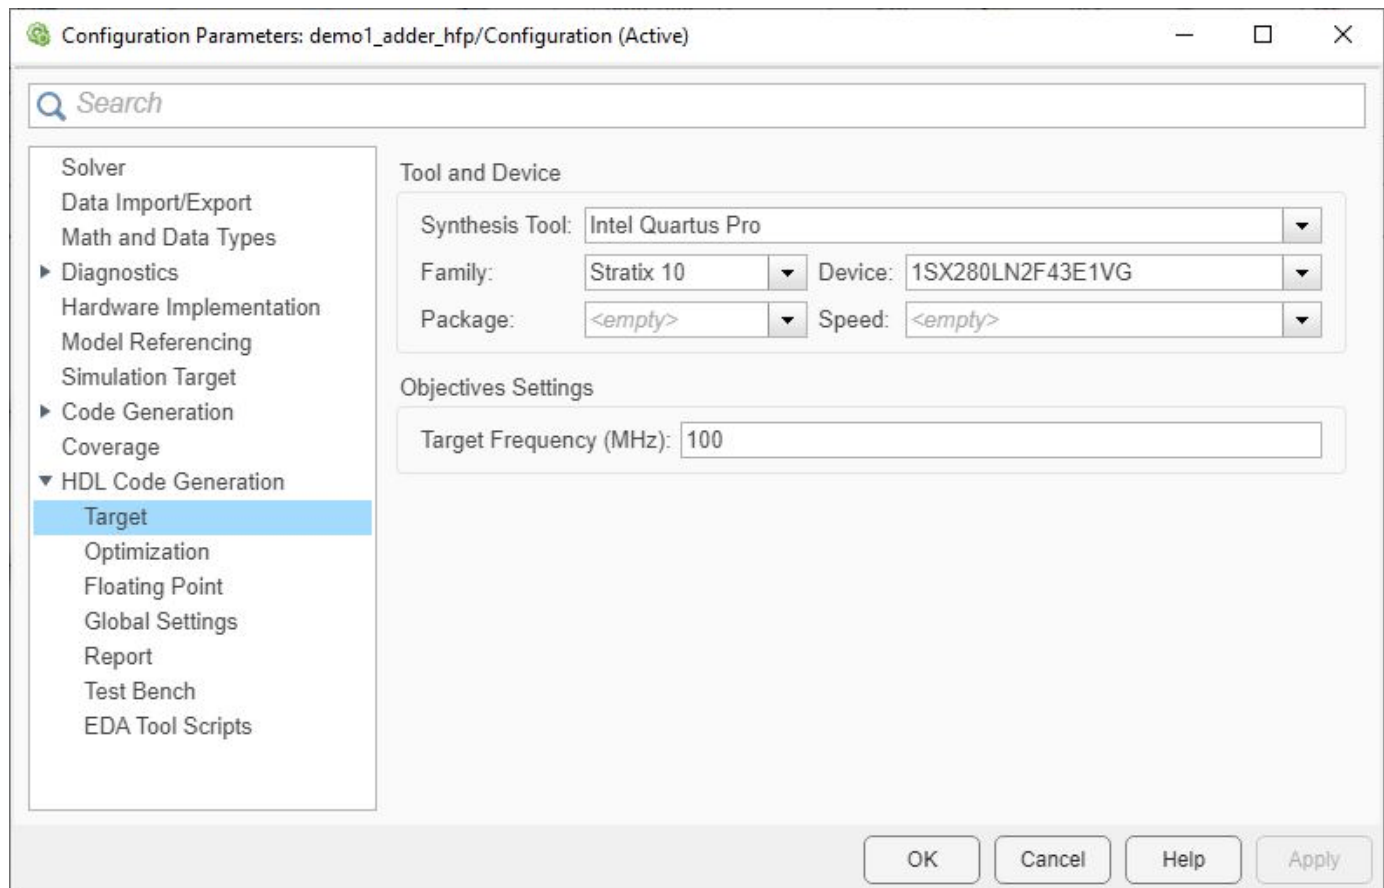 Configuration Parameters: demo1_adder_hfp/Configuration (Active)
Search
Solver
Data Import/Export
Math and Data Types
Diagnostics
Hardware Implementation
Model Referencing
Simulation Target
Code Generation
Coverage
HDL Code Generation
Target
Optimization
Floating Point
Global Settings
Report
Test Bench
EDA Tool Scripts
Tool and Device
Synthesis Tool: Intel Quartus Pro
Family: Stratix 10 Device: 1SX280LN2F43E1VG
Package: <empty> Speed: <empty>
Objectives Settings
Target Frequency (MHz): 100
OK Cancel Help Apply